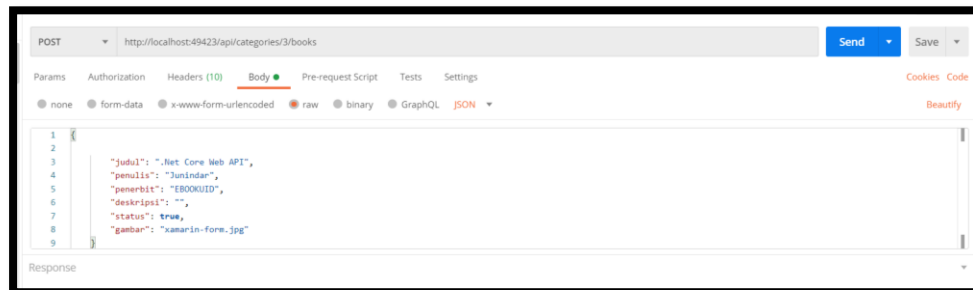 POST http://localhost:49423/api/categories/3/books Send Save
Params Authorization Headers (10) Body Pre-request Script Tests Settings Cookies Code
none form-data x-www-form-urlencoded raw binary GraphQL JSON Beautify
1 {
2
3 "judul": ".Net Core Web API",
4 "penulis": "Junindar",
5 "penerbit": "EBOOKUID",
6 "deskripsi": "",
7 "status": true,
8 "gambar": "xamarin-form.jpg"
9 }
Response